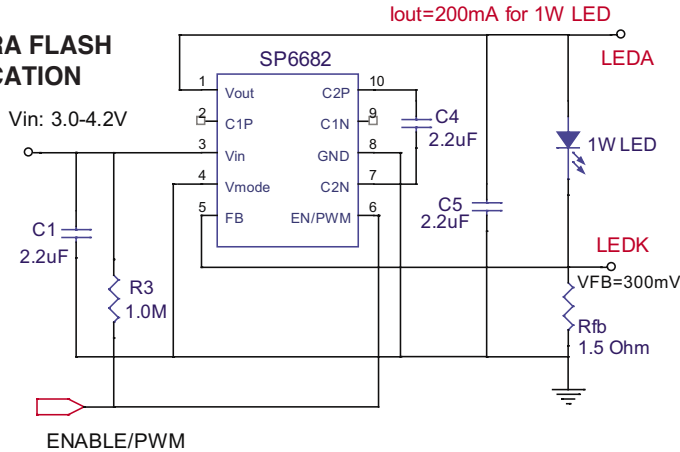 Iout=200mA for 1W LED
RA FLASH
CATION
SP6682
LEDA
Vin: 3.0-4.2V
1 Vout C2P 10
2 C1P C1N 9
3 Vin GND 8
4 Vmode C2N 7
5 FB EN/PWM 6
C4
2.2uF
1W LED
C5
2.2uF
C1
2.2uF
LEDK
VFB=300mV
R3
1.0M
Rfb
1.5 Ohm
ENABLE/PWM